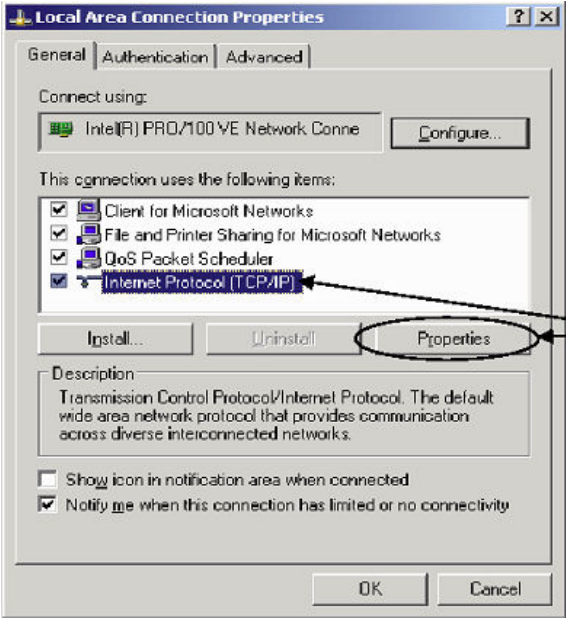 Local Area Connection Properties
General Authentication Advanced
Connect using:
Intel(R) PRO/100 VE Network Conne
Configure...
This connection uses the following items:
Client for Microsoft Networks
File and Printer Sharing for Microsoft Networks
QoS Packet Scheduler
Internet Protocol (TCP/IP)
Install... Uninstall Properties
Description
Transmission Control Protocol/Internet Protocol. The default
wide area network protocol that provides communication
across diverse interconnected networks.
Show icon in notification area when connected
Notify me when this connection has limited or no connectivity
OK Cancel